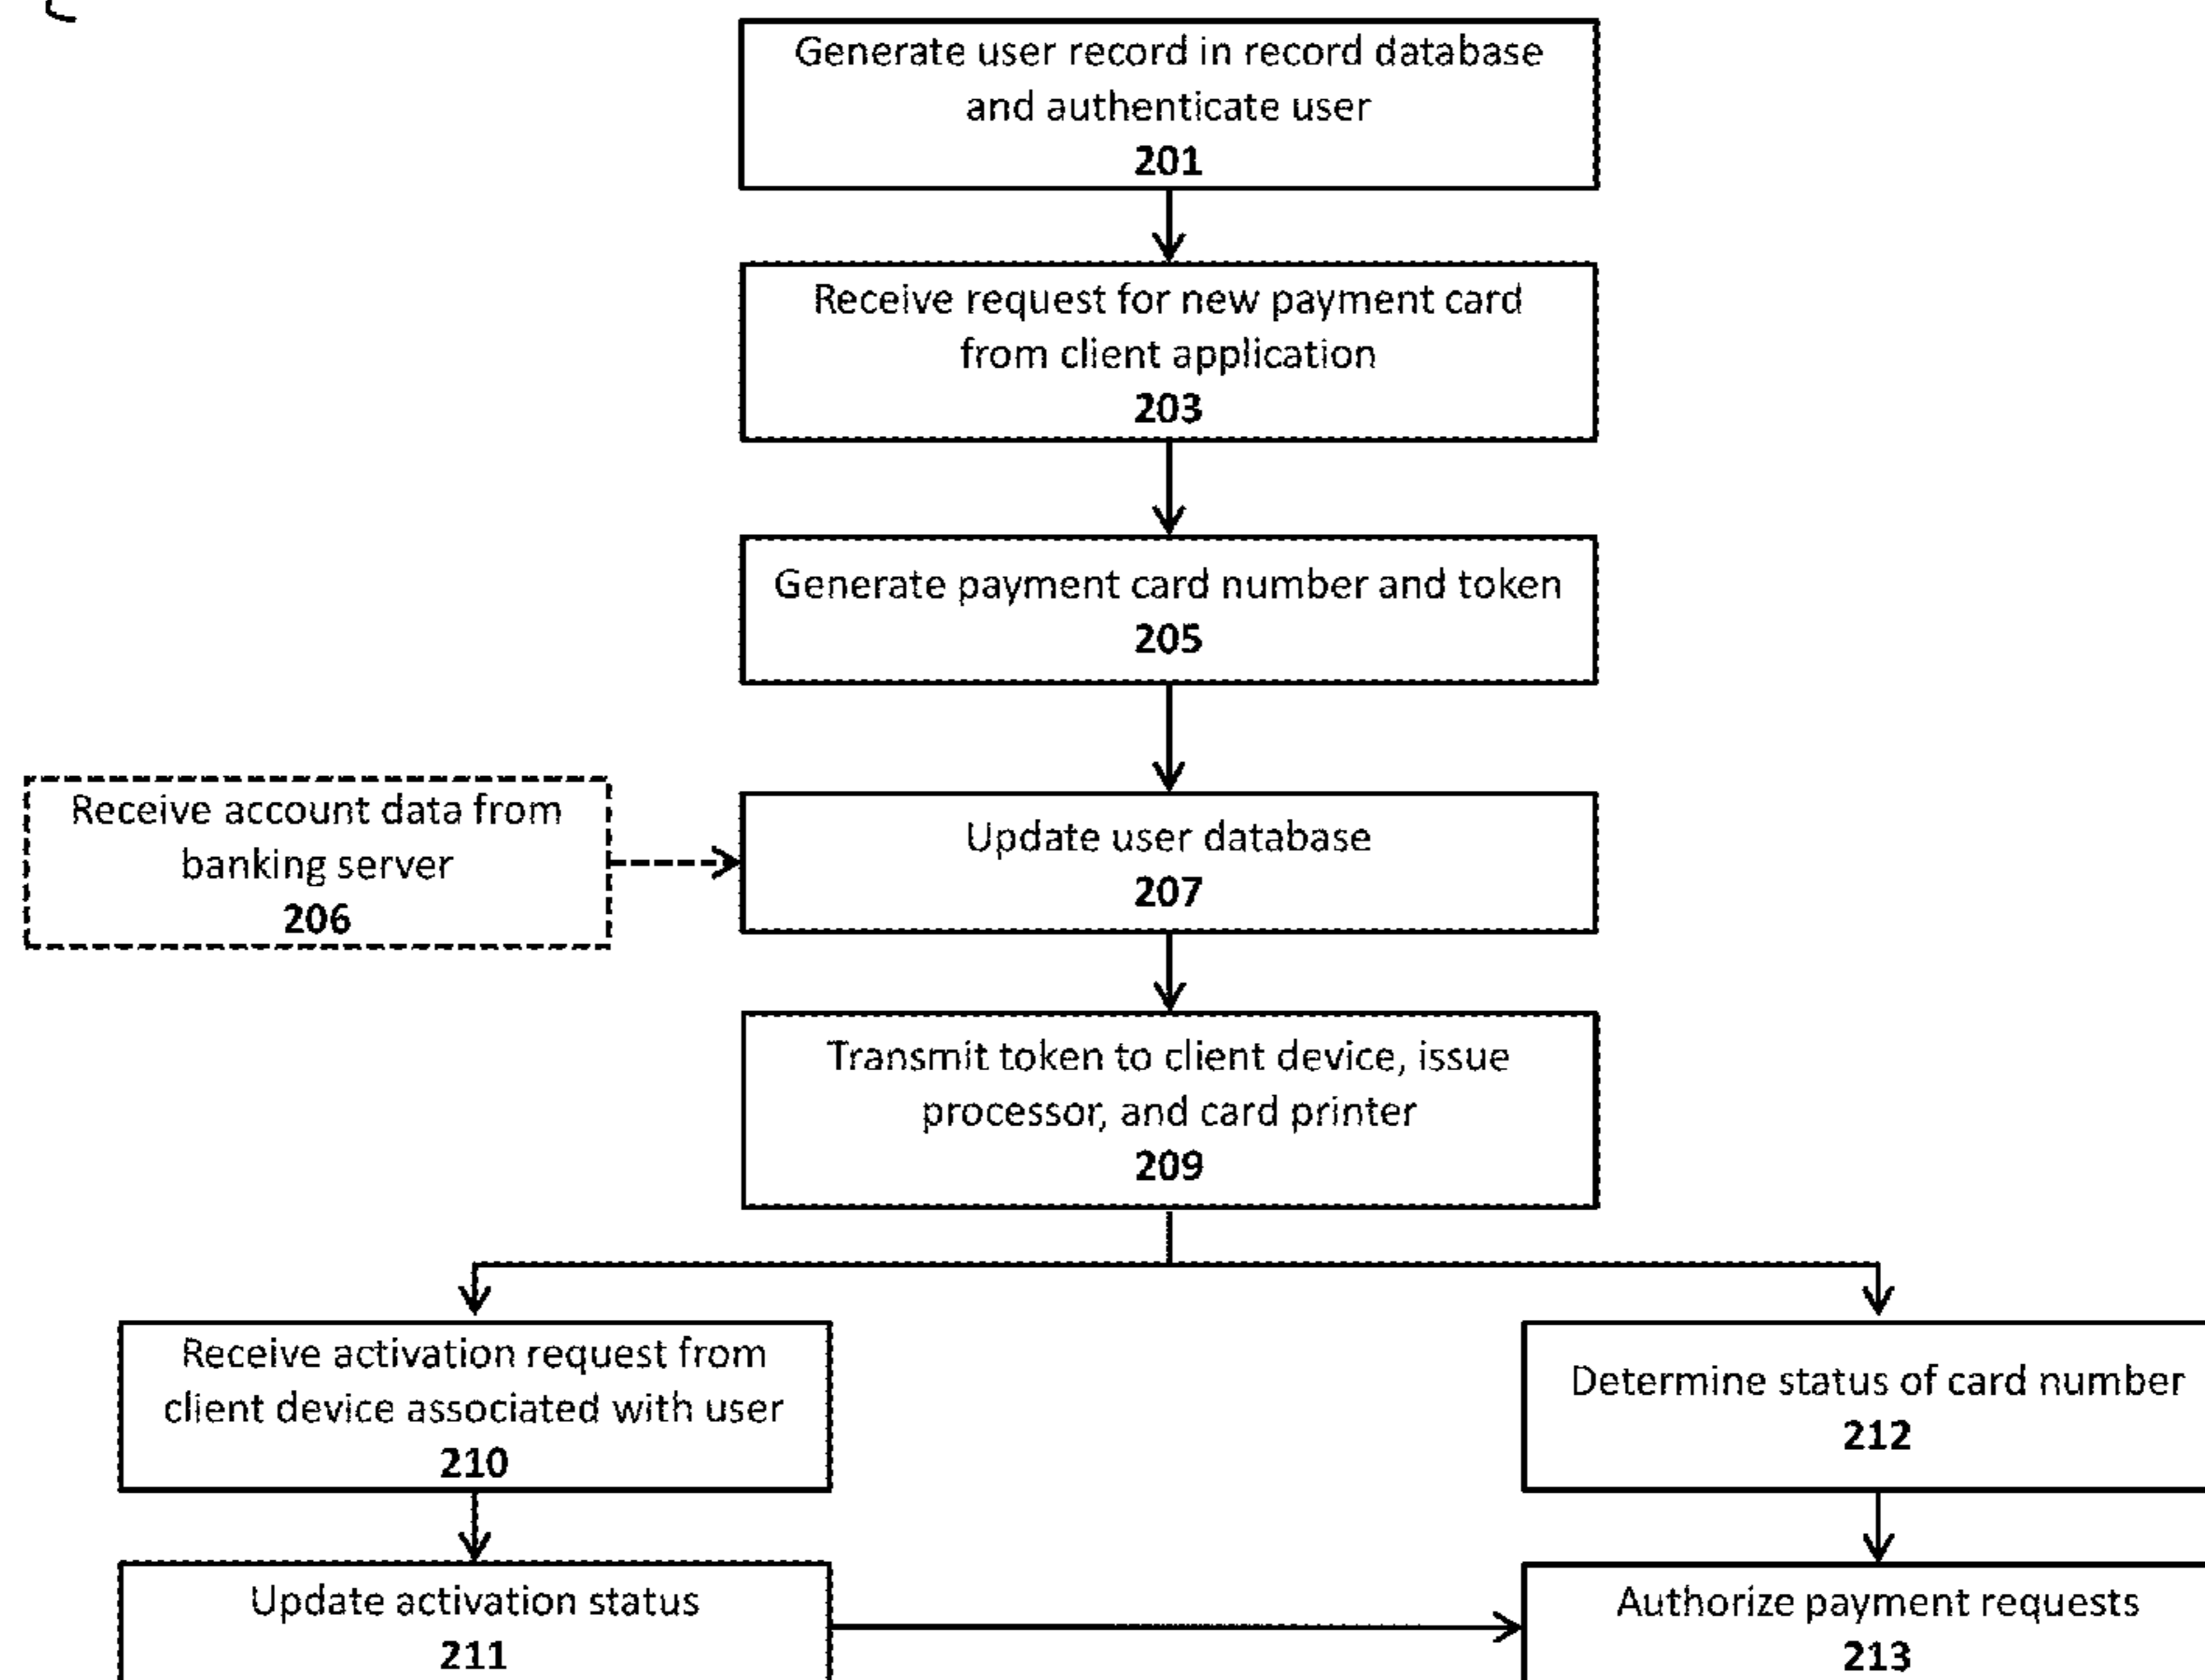 Generate user record in record database
and authenticate user
201
Receive request for new payment card
from client application
203
Generate payment card number and token
205
Receive account data from
banking server
206
Update user database
207
Transmit token to client device, issue
processor, and card printer
209
Receive activation request from
client device associated with user
210
Determine status of card number
212
Update activation status
211
Authorize payment requests
213